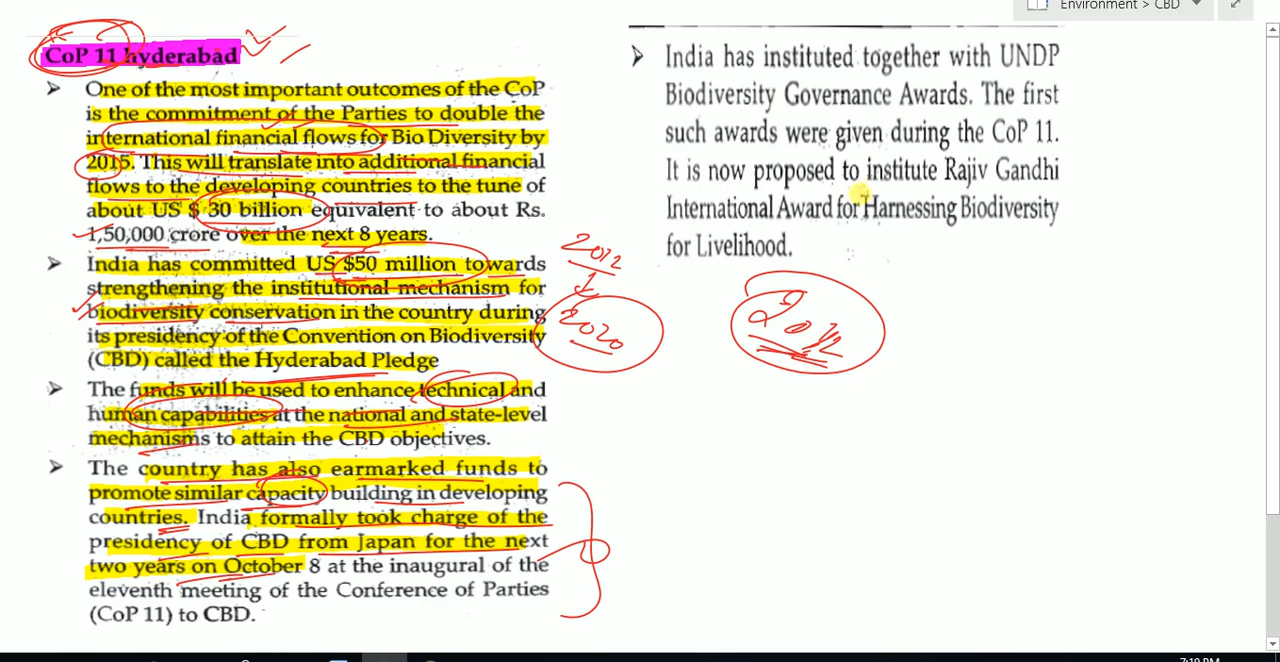 Environment > CBD
CoP 11 hyderabad
➤ One of the most important outcomes of the CoP
is the commitment of the Parties to double the
international financial flows for Bio Diversity by
2015. This will translate into additional financial
flows to the developing countries to the tune of
about US $ 30 billion equivalent to about Rs.
1,50,000 crore over the next 8 years.
➤ India has committed US $50 million towards
strengthening the institutional mechanism for
biodiversity conservation in the country during
its presidency of the Convention on Biodiversity
(CBD) called the Hyderabad Pledge
➤ The funds will be used to enhance technical and
human capabilities at the national and state-level
mechanisms to attain the CBD objectives.
➤ The country has also earmarked funds to
promote similar capacity building in developing
countries. India formally took charge of the
presidency of CBD from Japan for the next
two years on October 8 at the inaugural of the
eleventh meeting of the Conference of Parties
(CoP 11) to CBD.
2012
2020
➤ India has instituted together with UNDP
Biodiversity Governance Awards. The first
such awards were given during the CoP 11.
It is now proposed to institute Rajiv Gandhi
International Award for Harnessing Biodiversity
for Livelihood.